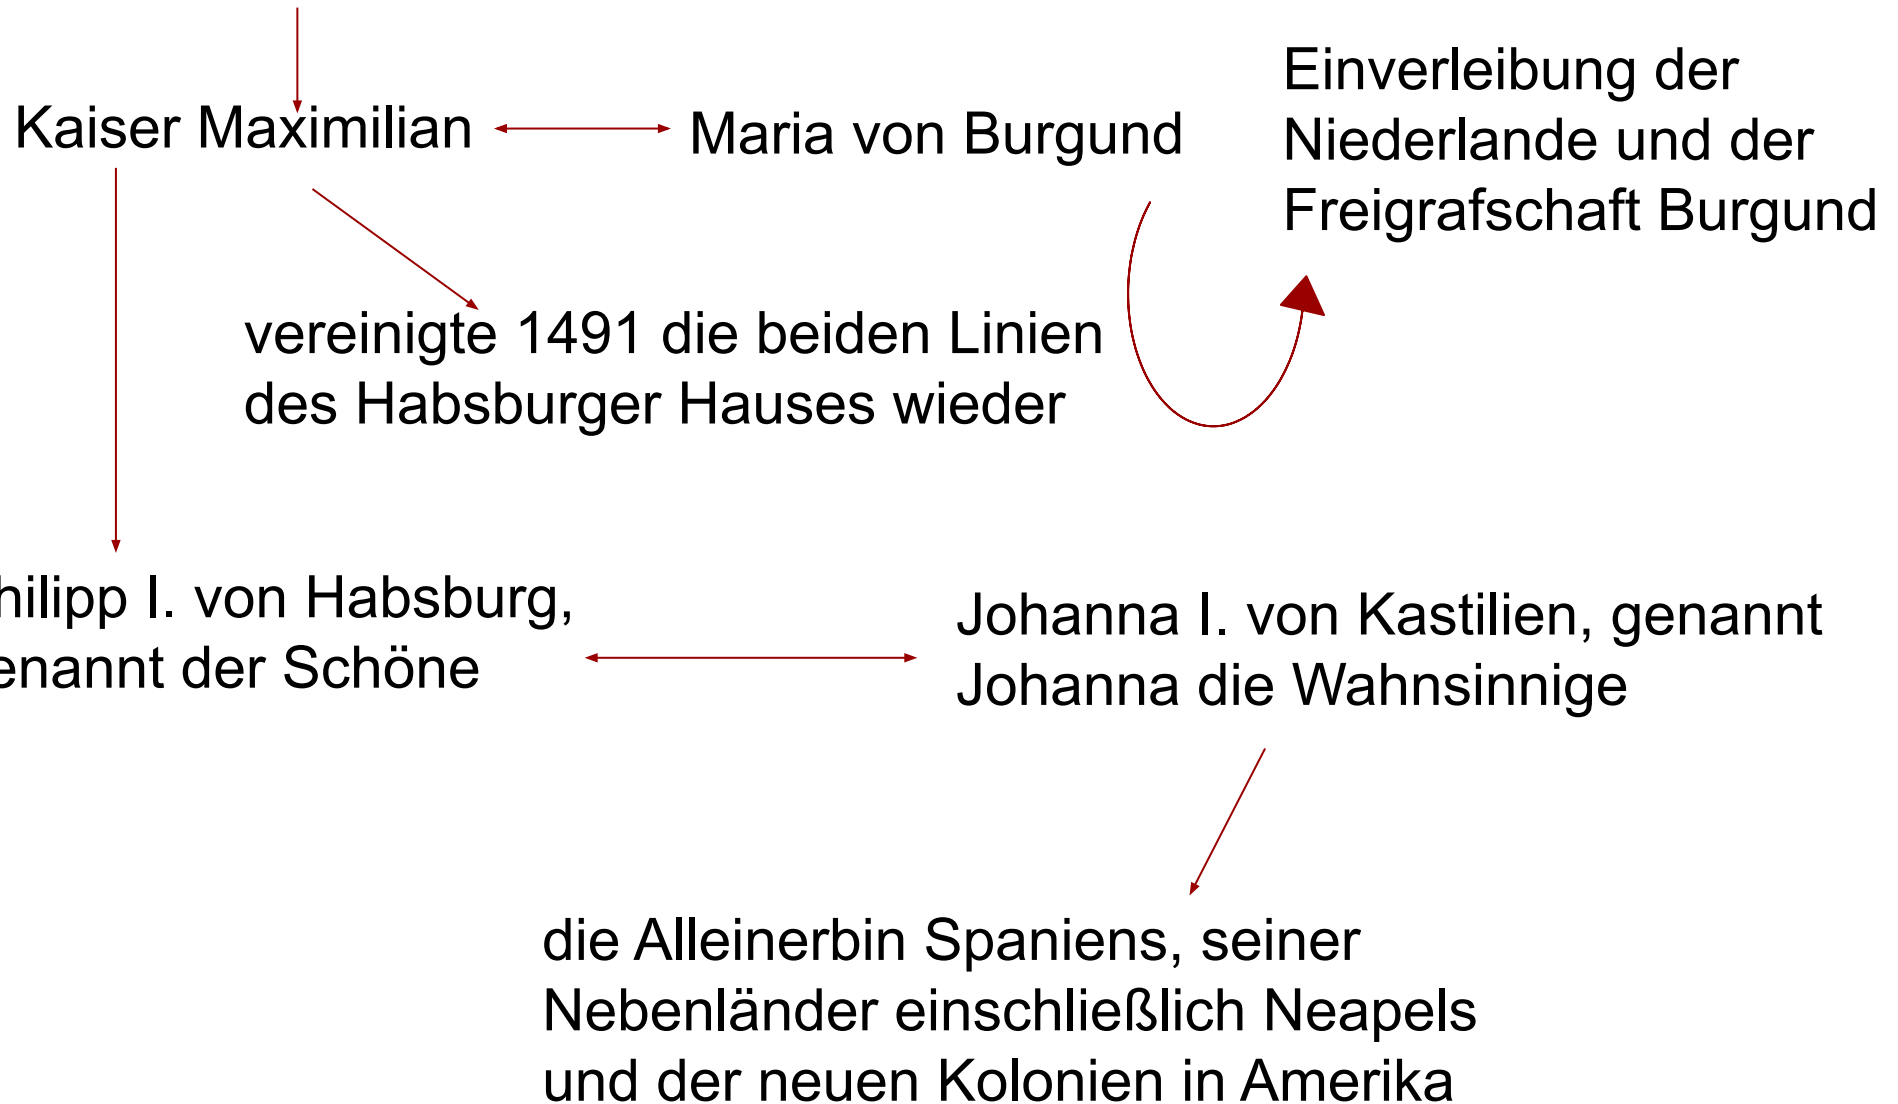 Kaiser Maximilian
Maria von Burgund
Einverleibung der
Niederlande und der
Freigrafschaft Burgund
vereinigte 1491 die beiden Linien
des Habsburger Hauses wieder
hilipp I. von Habsburg,
enannt der Schöne
Johanna I. von Kastilien, genannt
Johanna die Wahnsinnige
die Alleinerbin Spaniens, seiner
Nebenländer einschließlich Neapels
und der neuen Kolonien in Amerika